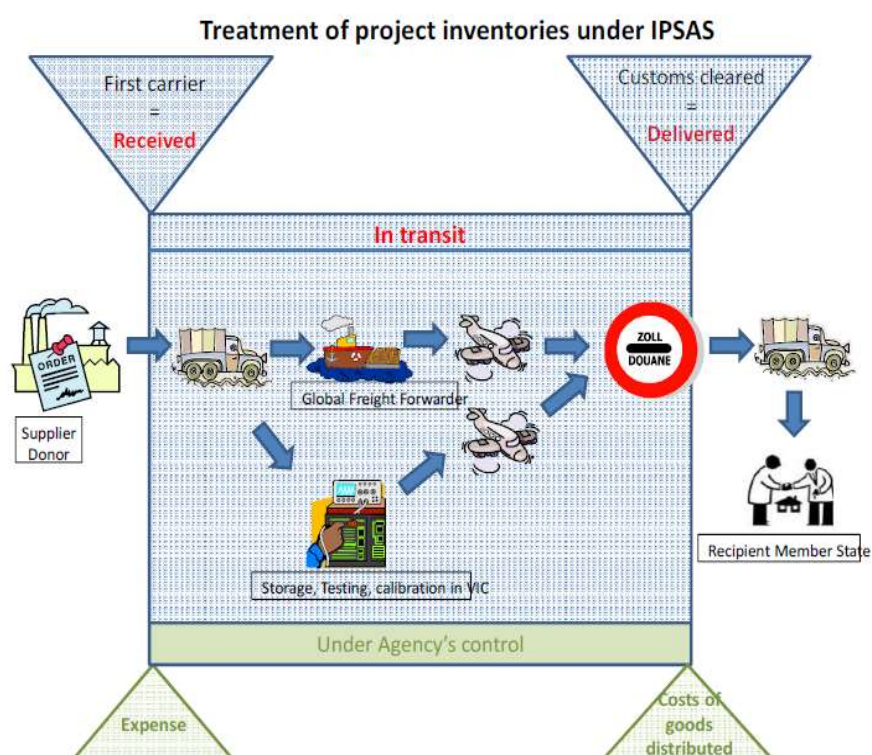 Treatment of project inventories under IPSAS
First carrier
=
Received
Customs cleared
=
Delivered
In transit
ORDER
Supplier
Donor
Global Freight Forwarder
ZOLL
DOUANE
Storage, Testing, calibration in VIC
Recipient Member State
Under Agency's control
Expense
Costs of
goods
distributed